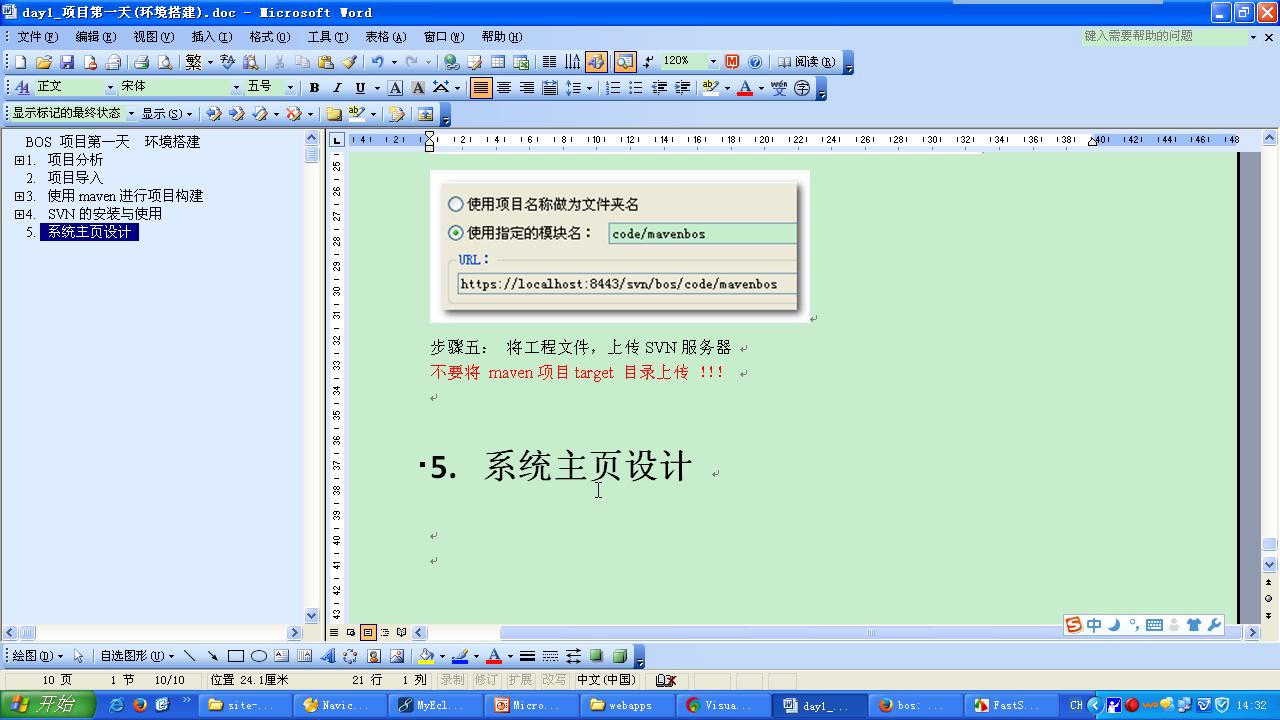 day1_项目第一天(环境搭建).doc - Microsoft Word
文件(F) 编辑(E) 视图(V) 插入(I) 格式(O) 工具(T) 表格(A) 窗口(W) 帮助(H) 键入需要帮助的问题
120% 阅读(R)
正文 宋体 五号 B I U A A
显示标记的最终状态 显示(S)
BOS 项目第一天 环境搭建
1. 项目分析
2. 项目导入
3. 使用 maven 进行项目构建
4. SVN 的安装与使用
5. 系统主页设计
使用项目名称做为文件夹名
使用指定的模块名： code/mavenbos
URL：
https://localhost:8443/svn/bos/code/mavenbos
步骤五： 将工程文件，上传 SVN 服务器
不要将 maven 项目 target 目录上传 !!!
5. 系统主页设计
中
绘图(D) 自选图形(U)
10 页 1 节 10/10 位置 24.1厘米 21 行 1 列 录制 修订 扩展 改写 中文(中国)
开始 site-... Navic... MyEcl... Micro... webapps Visua... day1_... bos: ... FastS... CH 14:32